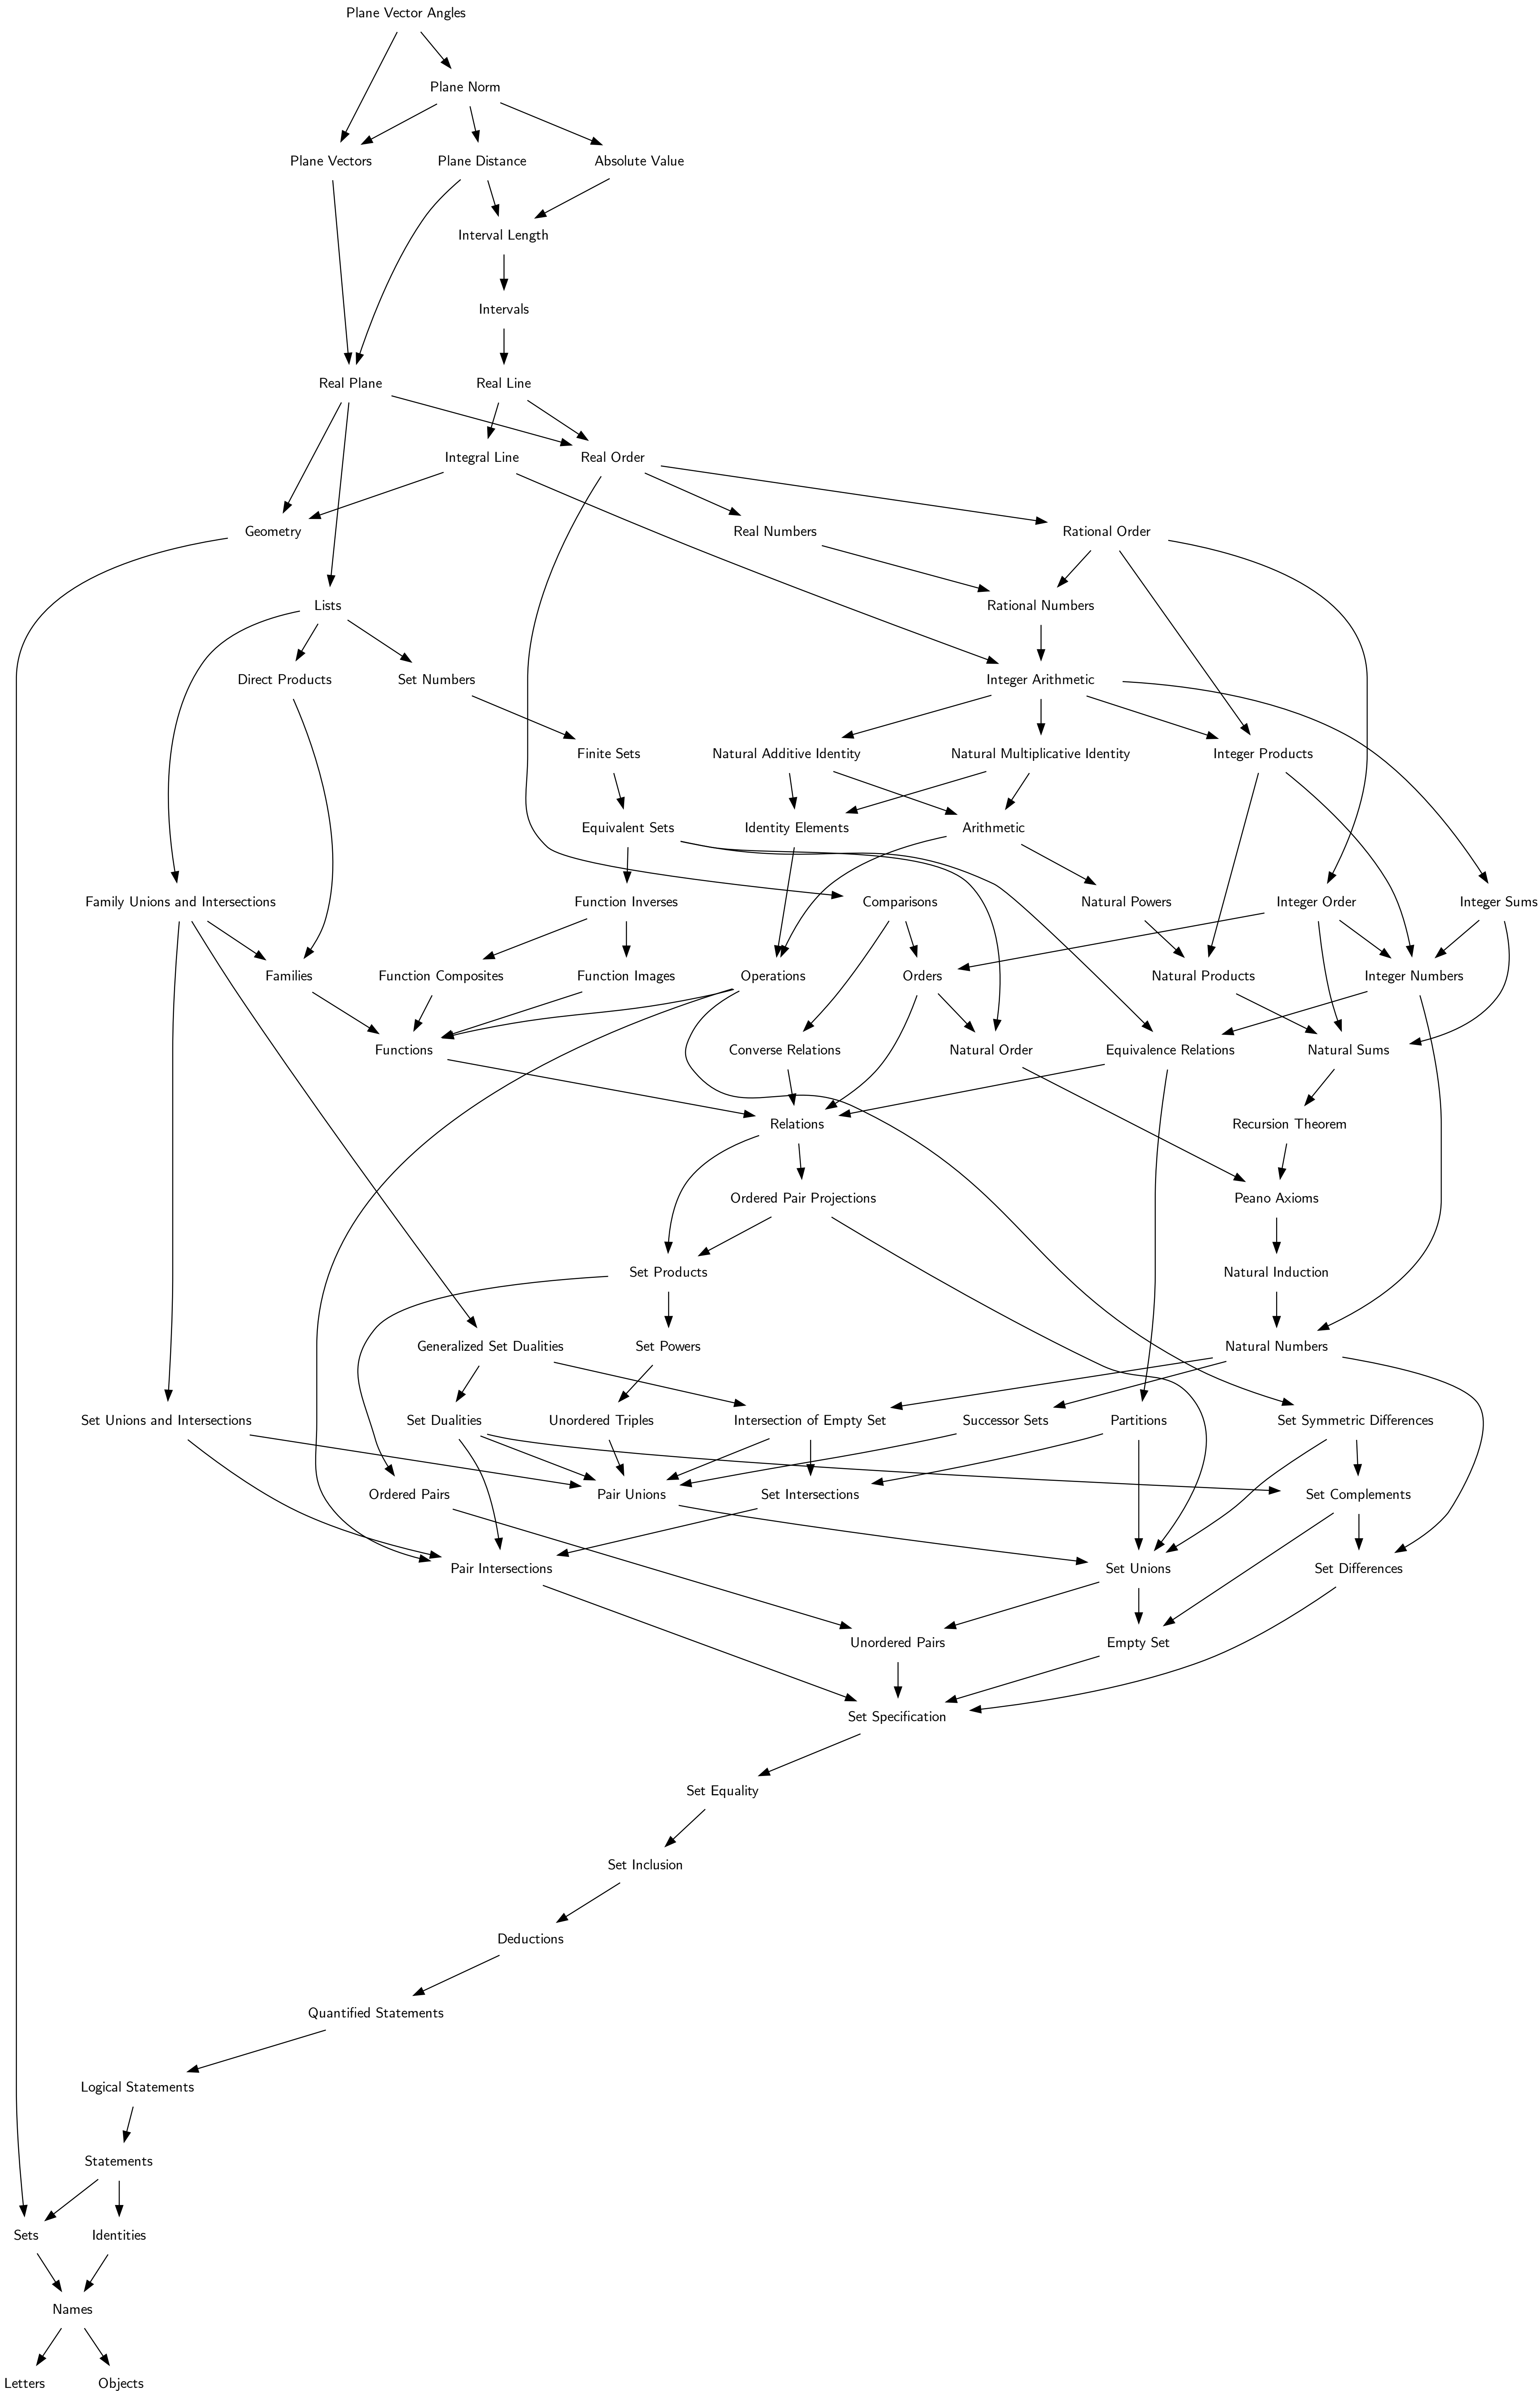 Plane Vector Angles
Plane Norm
Plane Vectors
Plane Distance
Absolute Value
Interval Length
Intervals
Real Plane
Real Line
Integral Line
Real Order
Geometry
Real Numbers
Rational Order
Lists
Rational Numbers
Direct Products
Set Numbers
Integer Arithmetic
Finite Sets
Natural Additive Identity
Natural Multiplicative Identity
Integer Products
Equivalent Sets
Identity Elements
Arithmetic
Family Unions and Intersections
Function Inverses
Comparisons
Natural Powers
Integer Order
Integer Sums
Families
Function Composites
Function Images
Operations
Orders
Natural Products
Integer Numbers
Functions
Converse Relations
Natural Order
Equivalence Relations
Natural Sums
Relations
Recursion Theorem
Ordered Pair Projections
Peano Axioms
Set Products
Natural Induction
Generalized Set Dualities
Set Powers
Natural Numbers
Set Unions and Intersections
Set Dualities
Unordered Triples
Intersection of Empty Set
Successor Sets
Partitions
Set Symmetric Differences
Ordered Pairs
Pair Unions
Set Intersections
Set Complements
Pair Intersections
Set Unions
Set Differences
Unordered Pairs
Empty Set
Set Specification
Set Equality
Set Inclusion
Deductions
Quantified Statements
Logical Statements
Statements
Sets
Identities
Names
Letters
Objects